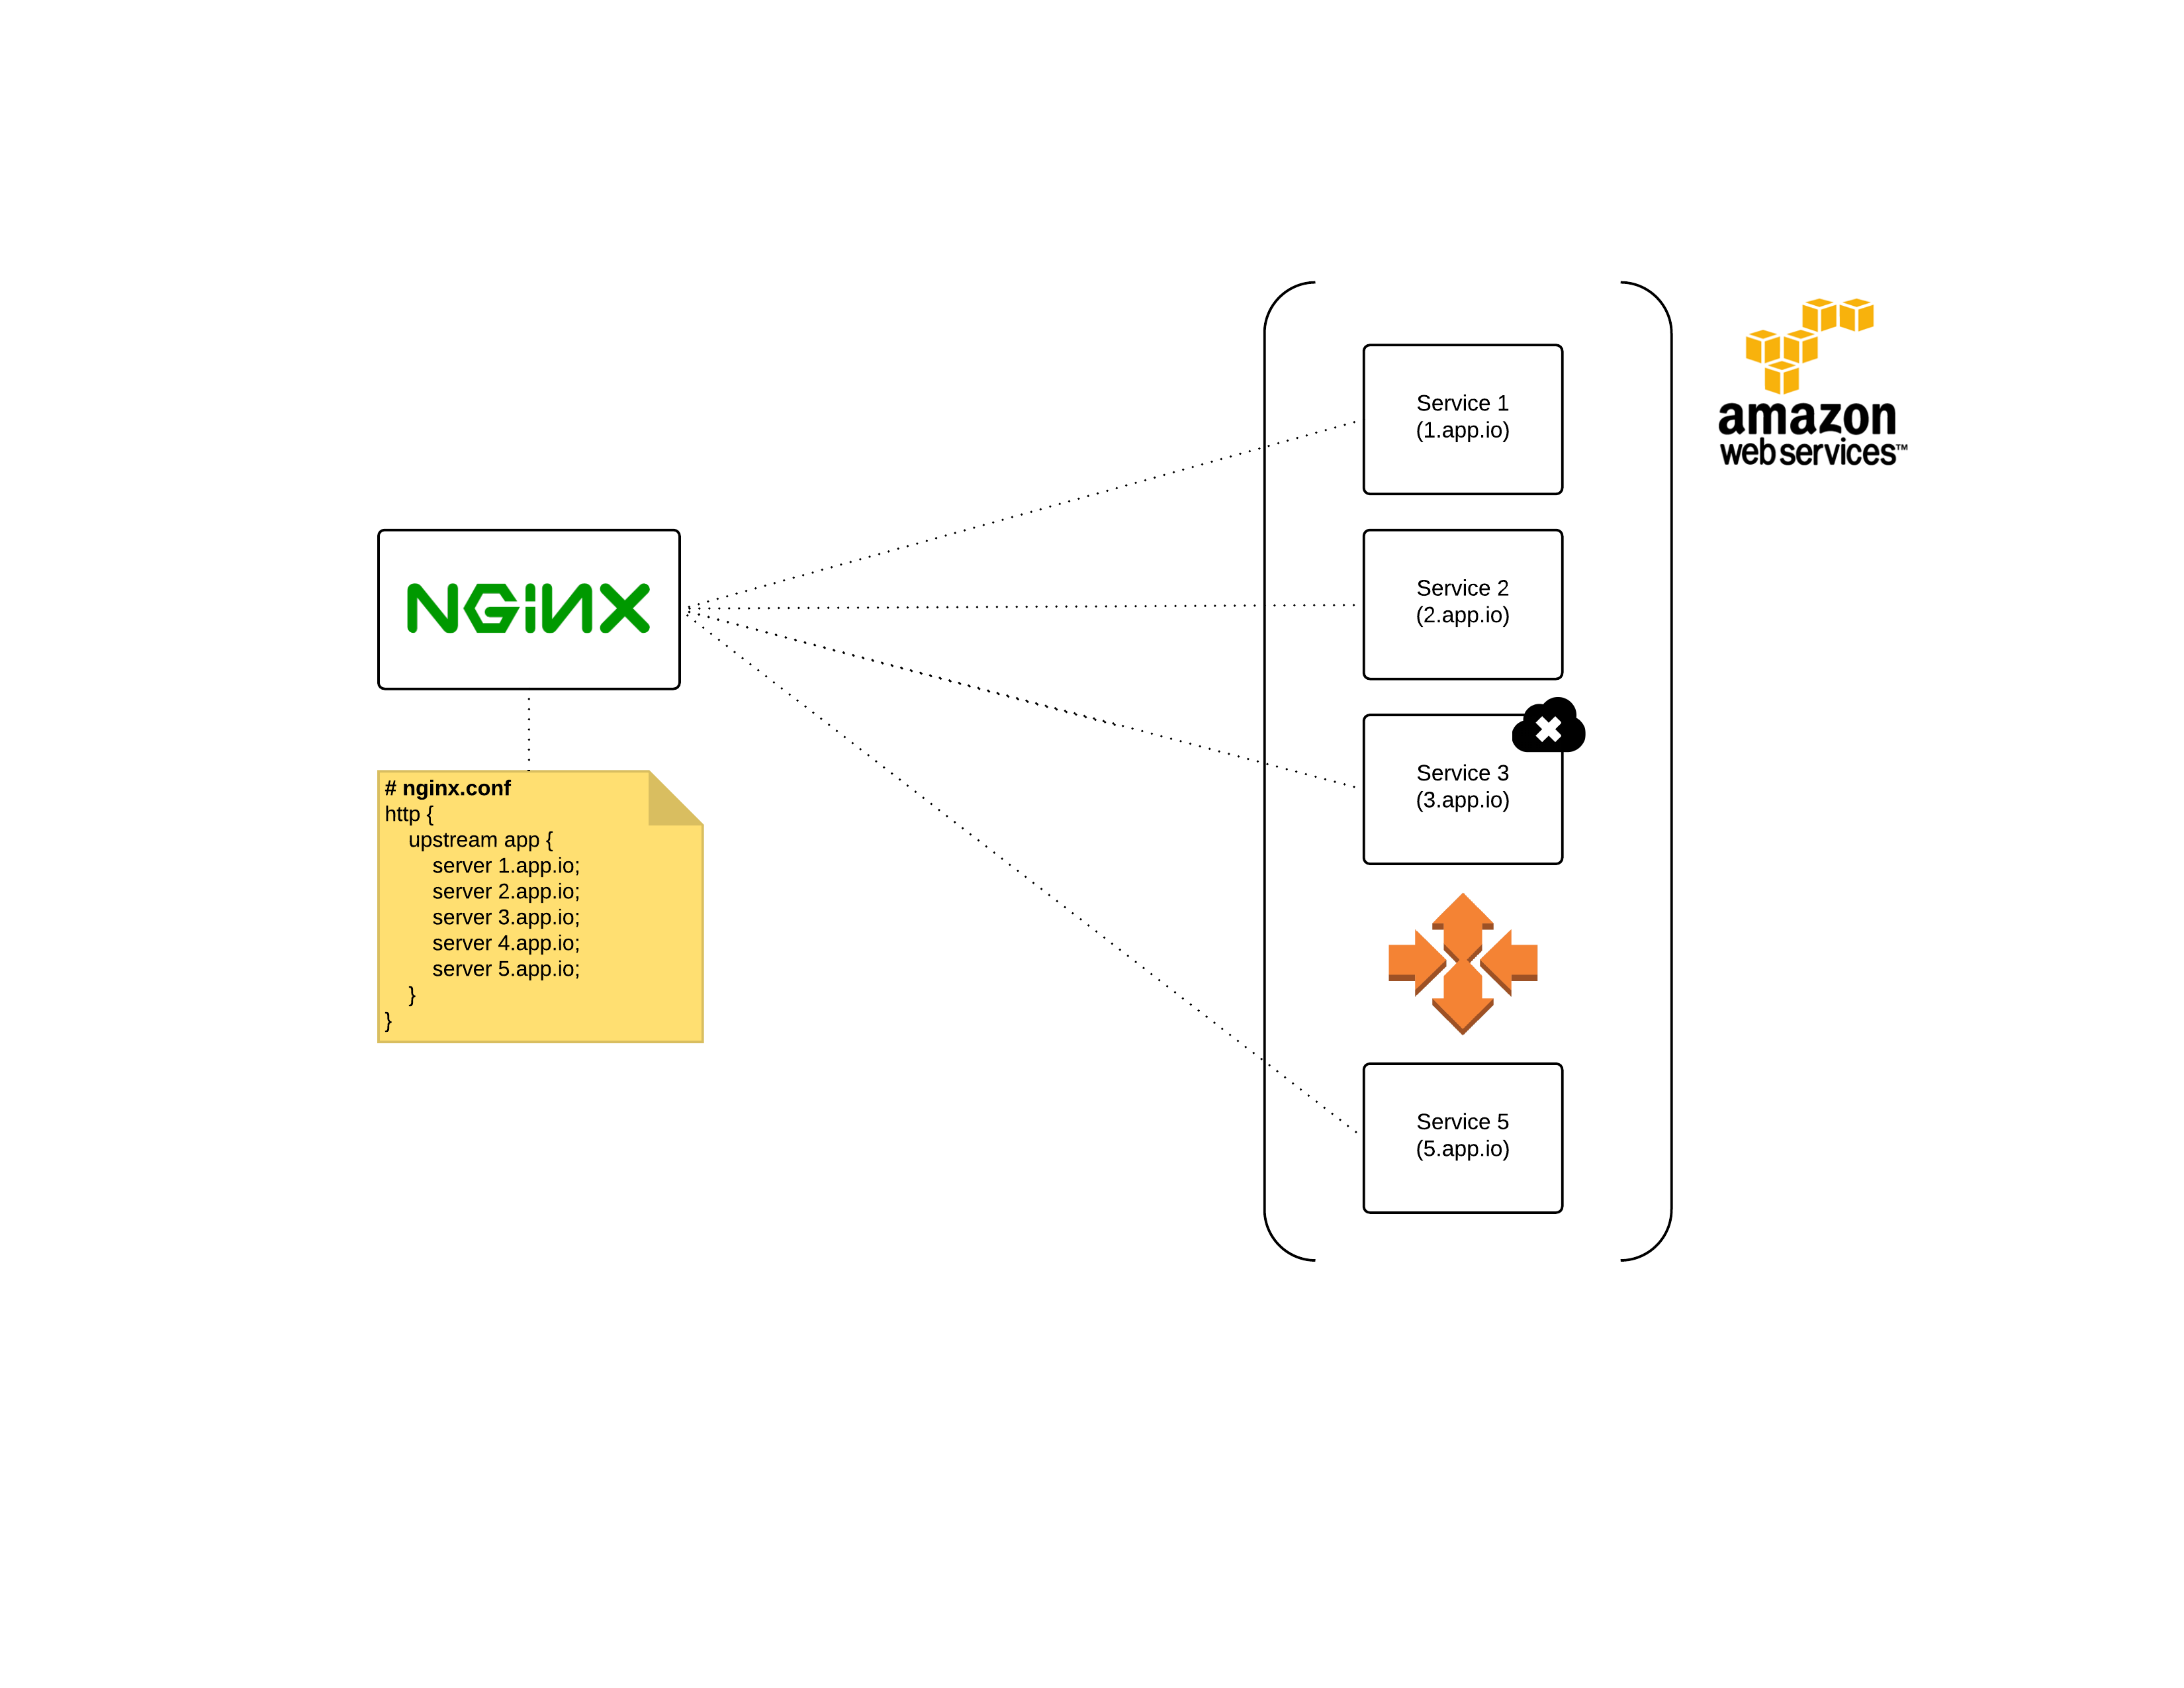 NGINX
# nginx.conf
http {
upstream app {
server 1.app.io;
server 2.app.io;
server 3.app.io;
server 4.app.io;
server 5.app.io;
}
}
Service 1
(1.app.io)
Service 2
(2.app.io)
Service 3
(3.app.io)
Service 5
(5.app.io)
amazon
web services™